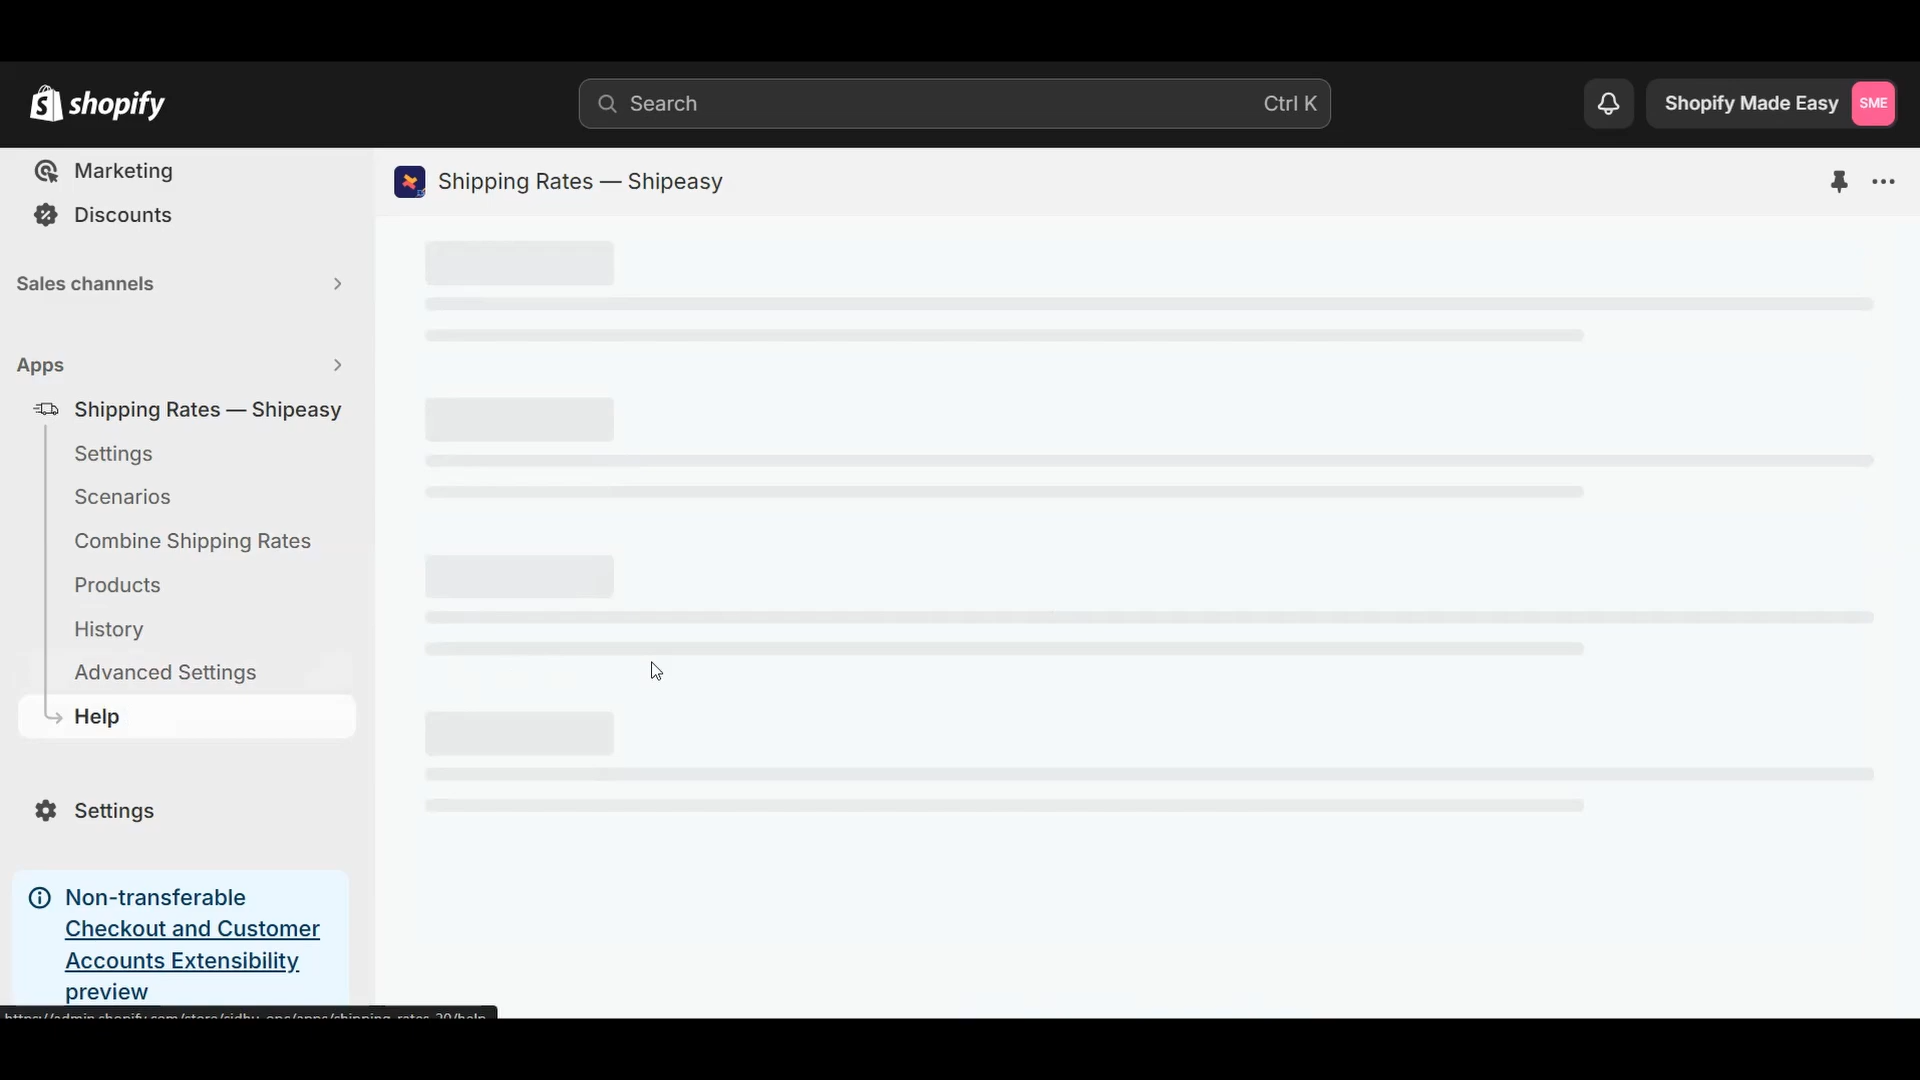 shopify
Search
Ctrl K
Shopify Made Easy
SME
Marketing
Discounts
Shipping Rates — Shipeasy
Sales channels
Apps
Shipping Rates — Shipeasy
Settings
Scenarios
Combine Shipping Rates
Products
History
Advanced Settings
Help
Settings
Non-transferable
Checkout and Customer
Accounts Extensibility
preview